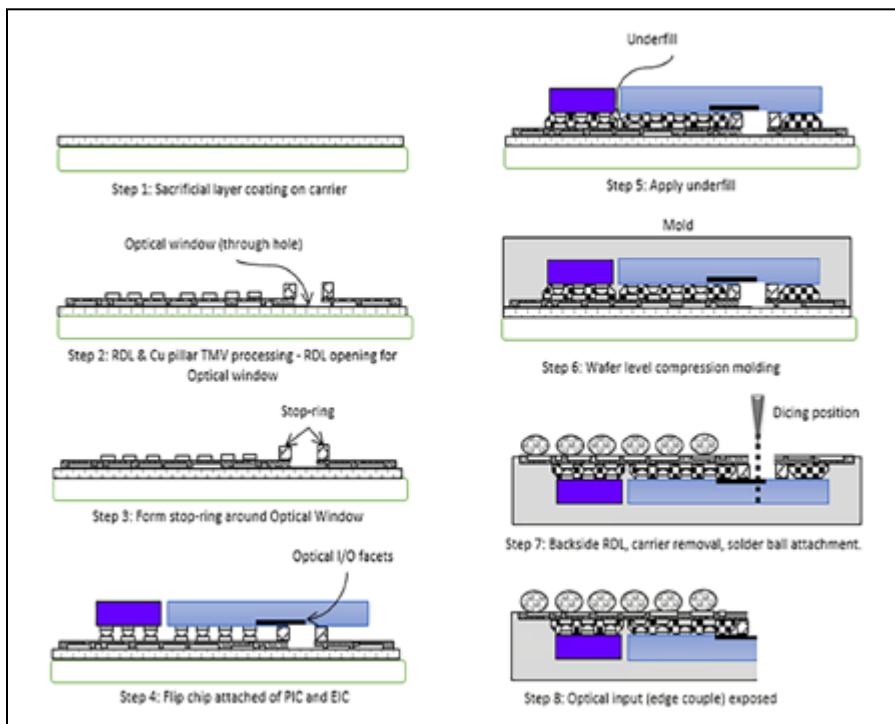 Step 1: Sacrificial layer coating on carrier
Optical window (through hole)
Step 2: RDL & Cu pillar TMV processing - RDL opening for
Optical window
Stop-ring
Step 3: Form stop-ring around Optical Window
Optical I/O facets
Step 4: Flip chip attached of PIC and EIC
Underfill
Step 5: Apply underfill
Mold
Step 6: Wafer level compression molding
Dicing position
Step 7: Backside RDL, carrier removal, solder ball attachment.
Step 8: Optical input (edge couple) exposed